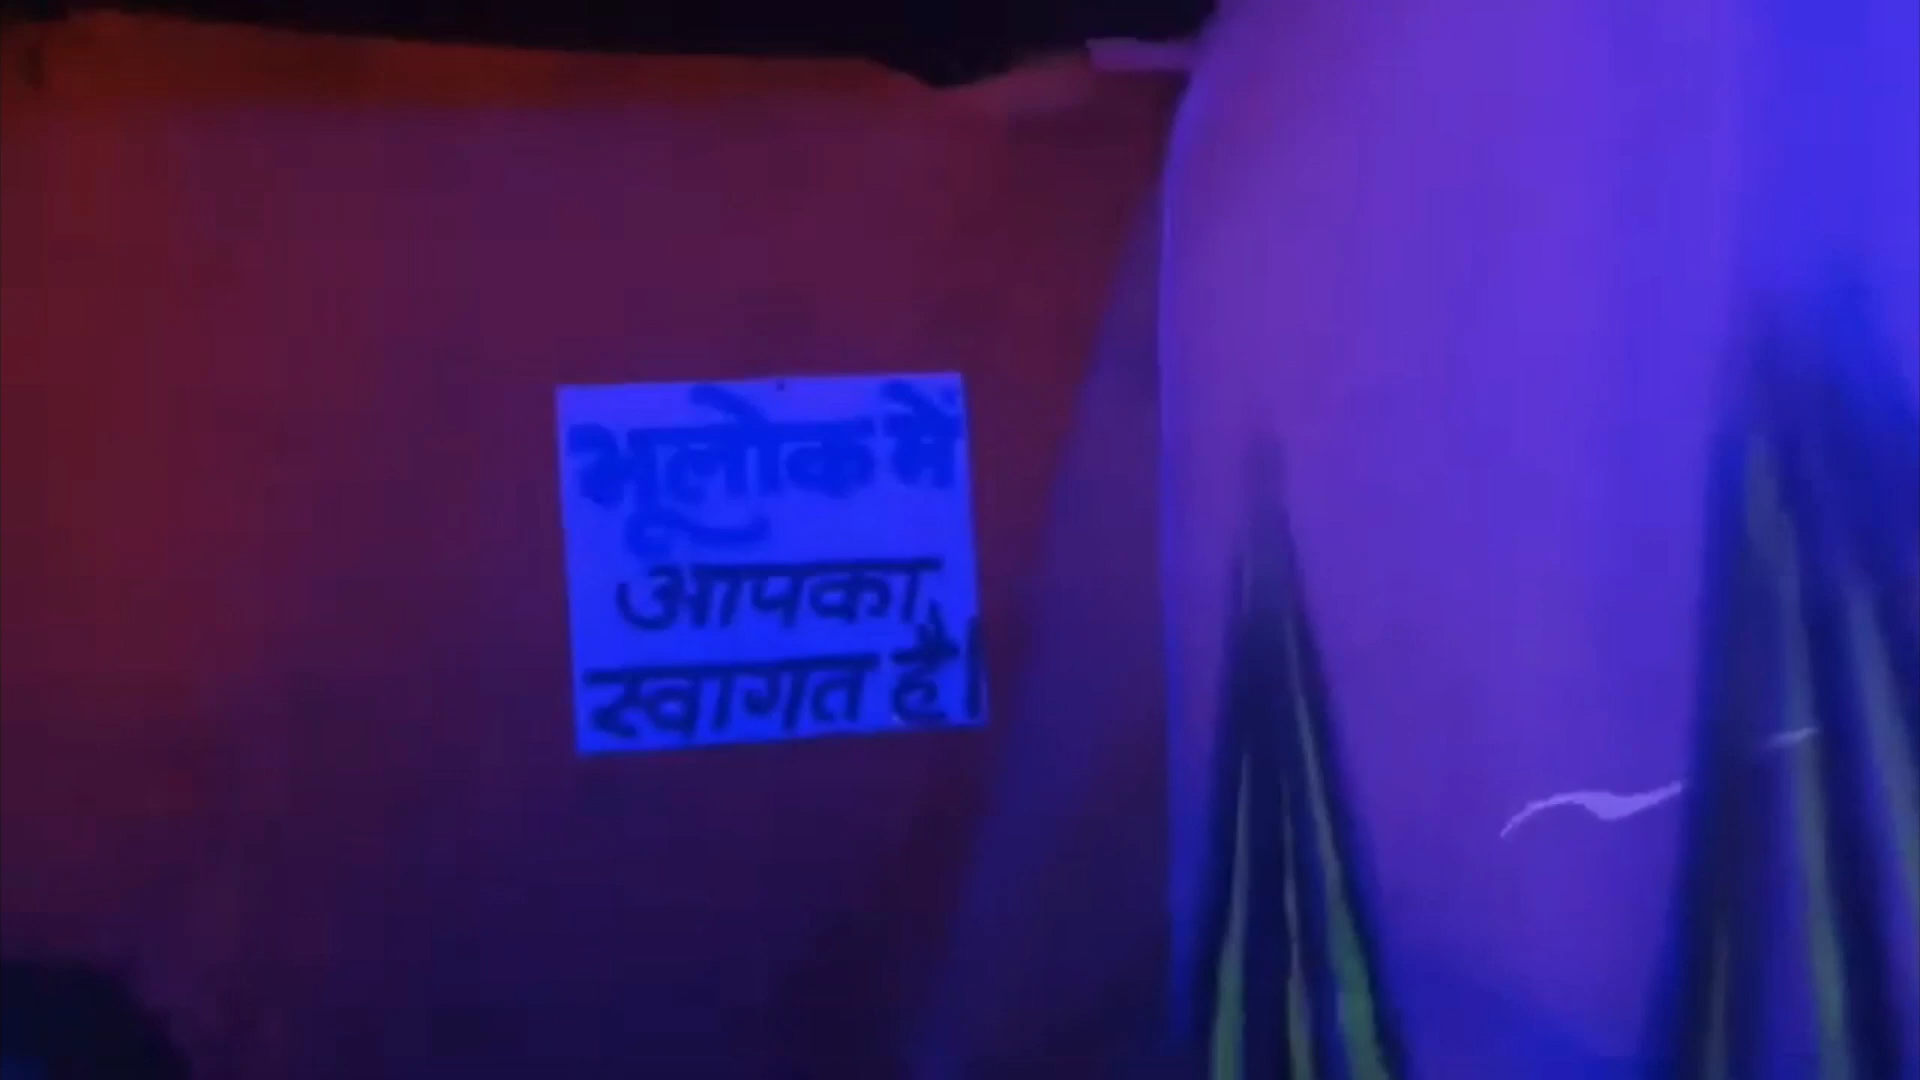 भूलोक में
आपका
स्वागत है।